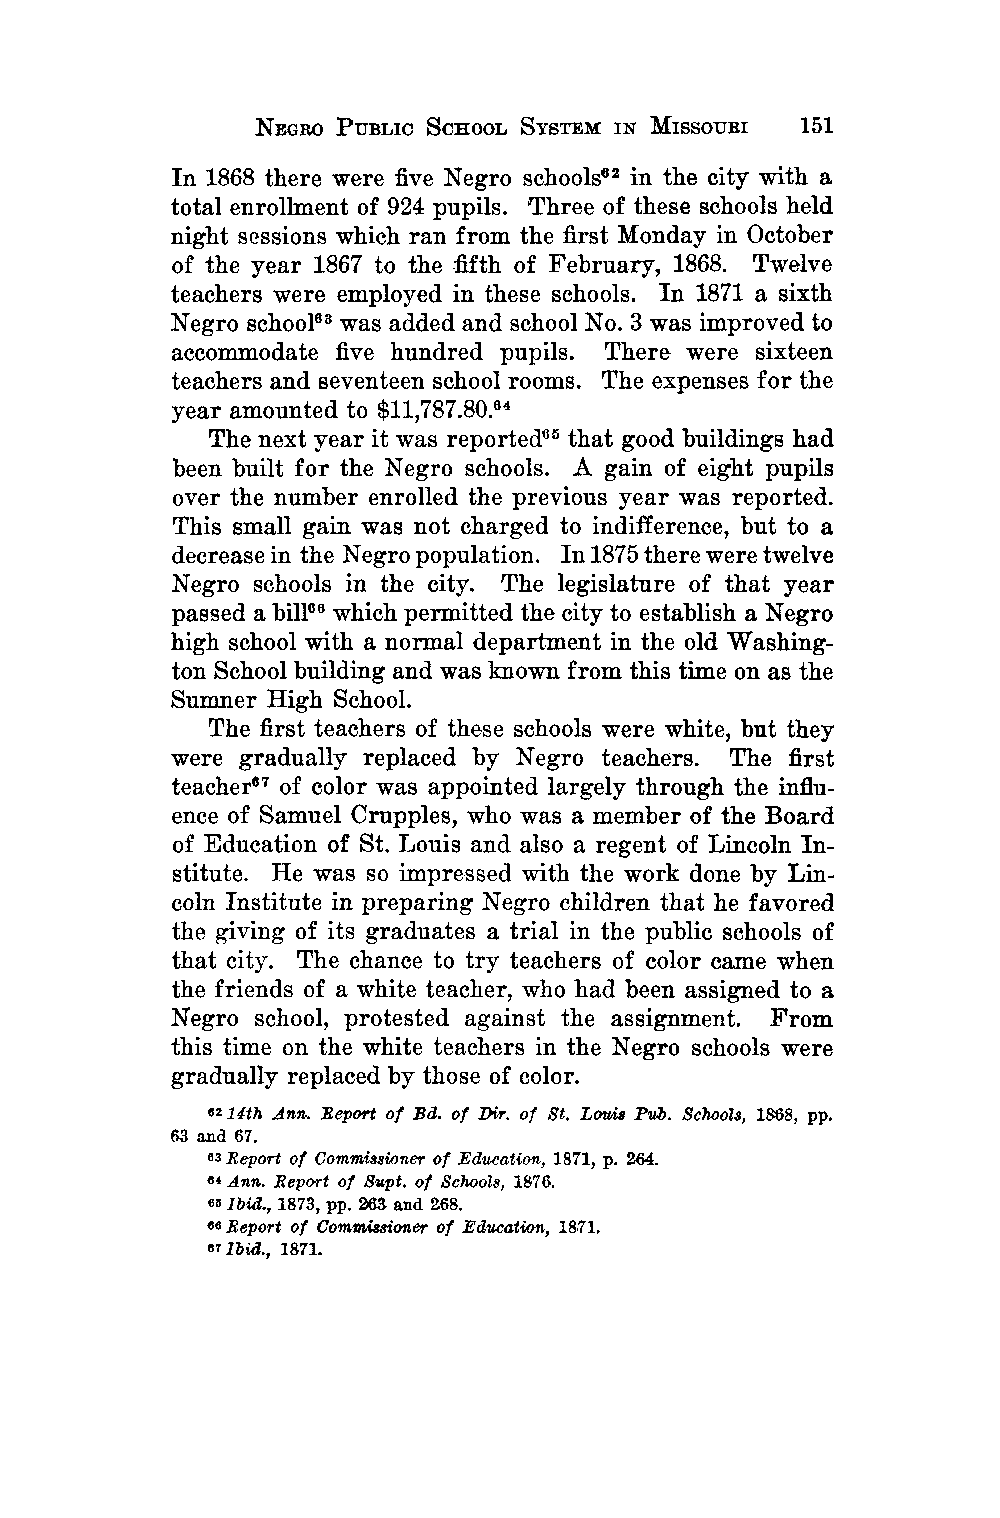 NEGRO PUBLIC SCHOOL SYSTEM IN MISSOURI 151
In 1868 there were five Negro schools⁶² in the city with a
total enrollment of 924 pupils. Three of these schools held
night sessions which ran from the first Monday in October
of the year 1867 to the fifth of February, 1868. Twelve
teachers were employed in these schools. In 1871 a sixth
Negro school⁶³ was added and school No. 3 was improved to
accommodate five hundred pupils. There were sixteen
teachers and seventeen school rooms. The expenses for the
year amounted to $11,787.80.⁶⁴
The next year it was reported⁶⁵ that good buildings had
been built for the Negro schools. A gain of eight pupils
over the number enrolled the previous year was reported.
This small gain was not charged to indifference, but to a
decrease in the Negro population. In 1875 there were twelve
Negro schools in the city. The legislature of that year
passed a bill⁶⁶ which permitted the city to establish a Negro
high school with a normal department in the old Washing-
ton School building and was known from this time on as the
Sumner High School.
The first teachers of these schools were white, but they
were gradually replaced by Negro teachers. The first
teacher⁶⁷ of color was appointed largely through the influ-
ence of Samuel Crupples, who was a member of the Board
of Education of St. Louis and also a regent of Lincoln In-
stitute. He was so impressed with the work done by Lin-
coln Institute in preparing Negro children that he favored
the giving of its graduates a trial in the public schools of
that city. The chance to try teachers of color came when
the friends of a white teacher, who had been assigned to a
Negro school, protested against the assignment. From
this time on the white teachers in the Negro schools were
gradually replaced by those of color.
⁶² 14th Ann. Report of Bd. of Dir. of St. Louis Pub. Schools, 1868, pp.
63 and 67.
⁶³ Report of Commissioner of Education, 1871, p. 264.
⁶⁴ Ann. Report of Supt. of Schools, 1876.
⁶⁵ Ibid., 1873, pp. 263 and 268.
⁶⁶ Report of Commissioner of Education, 1871.
⁶⁷ Ibid., 1871.